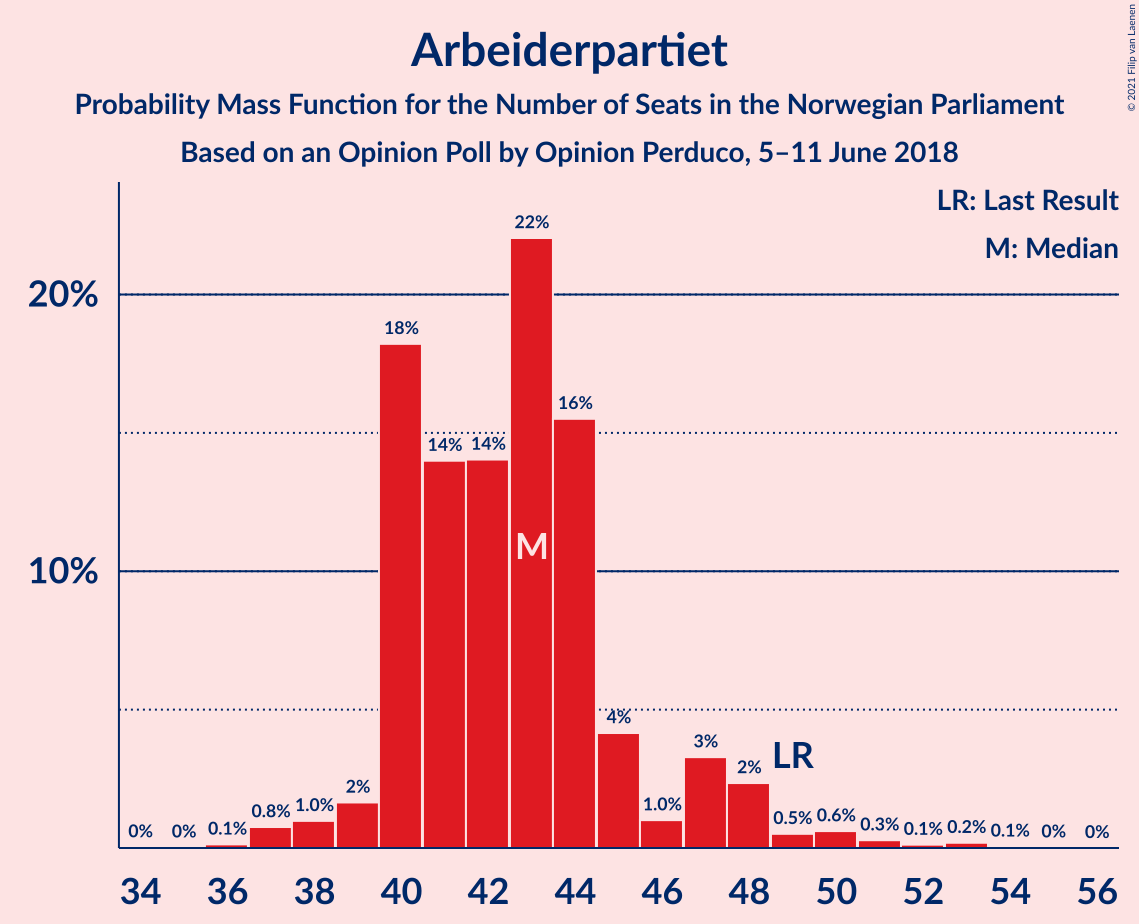 Arbeiderpartiet
Probability Mass Function for the Number of Seats in the Norwegian Parliament
Based on an Opinion Poll by Opinion Perduco, 5–11 June 2018
© 2021 Filip van Laenen
LR: Last Result
M: Median
20%
10%
0% 0% 0.1% 0.8% 1.0% 2% 18% 14% 14% 22% 16% 4% 1.0% 3% 2% 0.5% 0.6% 0.3% 0.1% 0.2% 0.1% 0% 0%
M
LR
34 36 38 40 42 44 46 48 50 52 54 56